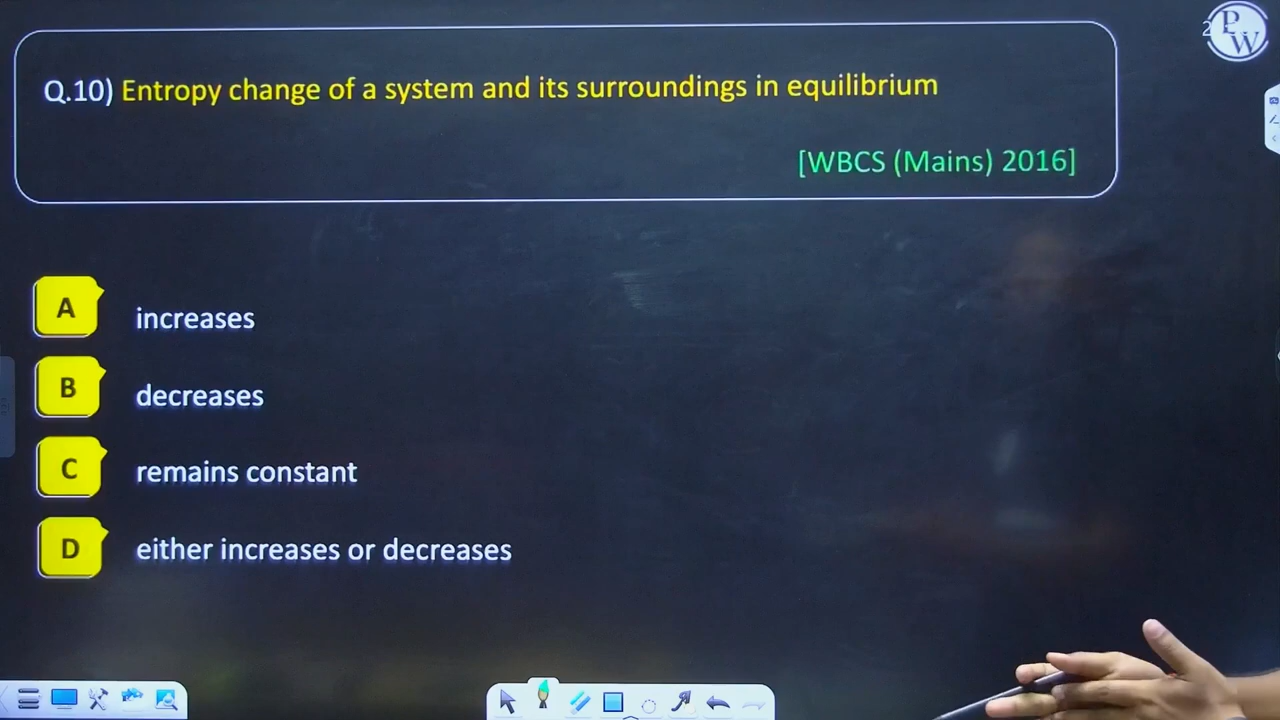 P
W
2
Q.10) Entropy change of a system and its surroundings in equilibrium
[WBCS (Mains) 2016]
A
increases
B
decreases
C
remains constant
D
either increases or decreases